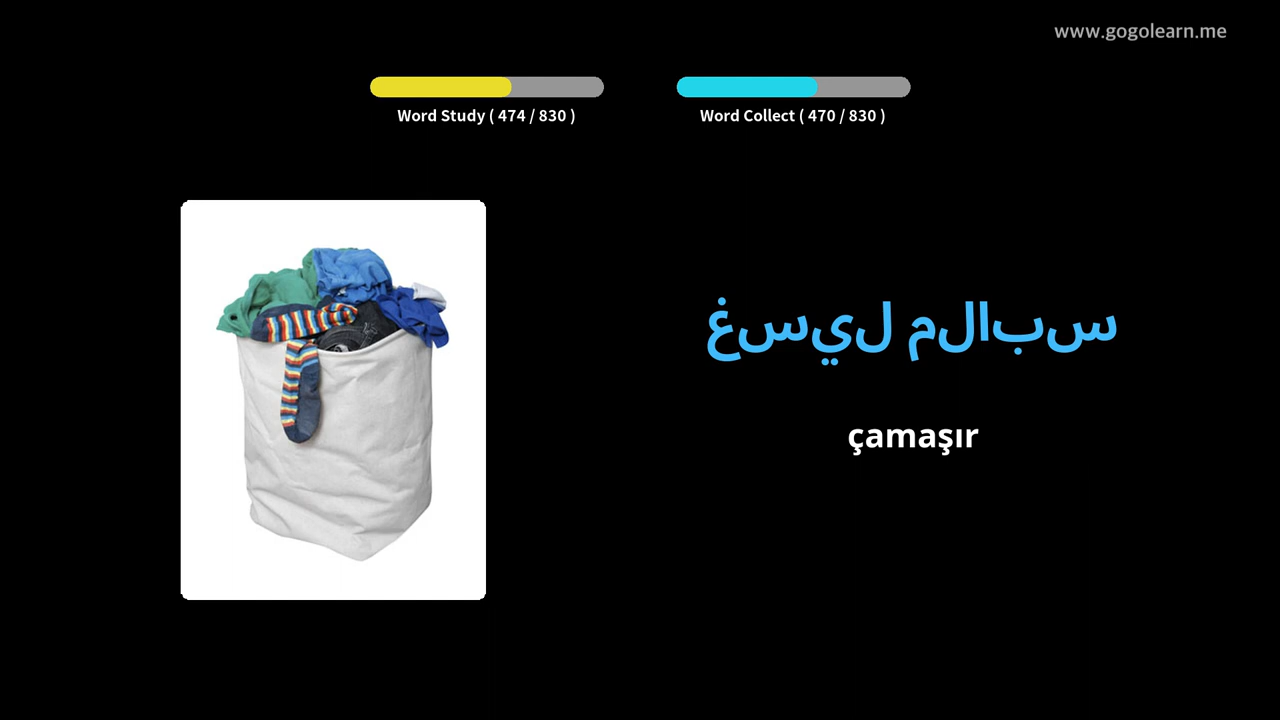 www.gogolearn.me
Word Study ( 474 / 830 )
Word Collect ( 470 / 830 )
غسيل ملابس
çamaşır